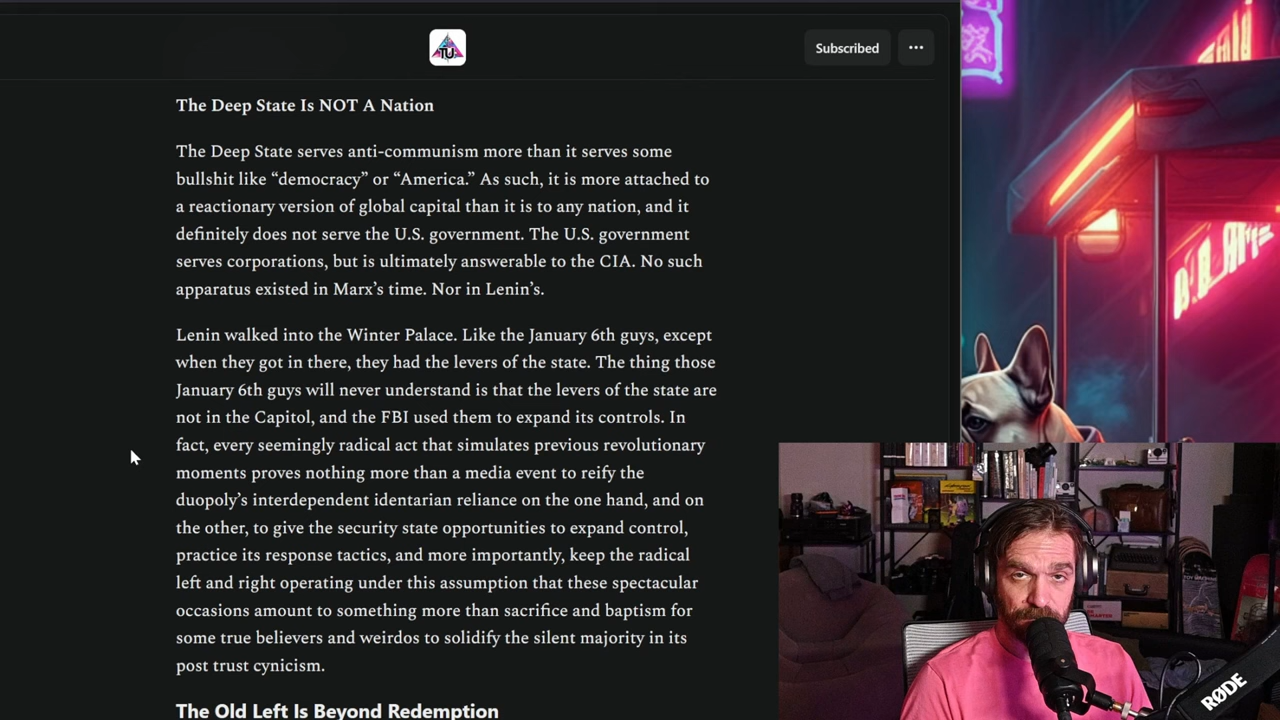 TU
Subscribed
The Deep State Is NOT A Nation
The Deep State serves anti-communism more than it serves some
bullshit like “democracy” or “America.” As such, it is more attached to
a reactionary version of global capital than it is to any nation, and it
definitely does not serve the U.S. government. The U.S. government
serves corporations, but is ultimately answerable to the CIA. No such
apparatus existed in Marx’s time. Nor in Lenin’s.
Lenin walked into the Winter Palace. Like the January 6th guys, except
when they got in there, they had the levers of the state. The thing those
January 6th guys will never understand is that the levers of the state are
not in the Capitol, and the FBI used them to expand its controls. In
fact, every seemingly radical act that simulates previous revolutionary
moments proves nothing more than a media event to reify the
duopoly’s interdependent identarian reliance on the one hand, and on
the other, to give the security state opportunities to expand control,
practice its response tactics, and more importantly, keep the radical
left and right operating under this assumption that these spectacular
occasions amount to something more than sacrifice and baptism for
some true believers and weirdos to solidify the silent majority in its
post trust cynicism.
The Old Left Is Beyond Redemption
RØDE